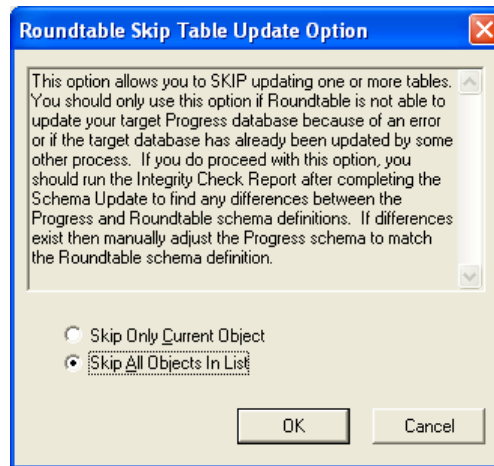 Roundtable Skip Table Update Option
This option allows you to SKIP updating one or more tables.
You should only use this option if Roundtable is not able to
update your target Progress database because of an error
or if the target database has already been updated by some
other process.  If you do proceed with this option, you
should run the Integrity Check Report after completing the
Schema Update to find any differences between the
Progress and Roundtable schema definitions.  If differences
exist then manually adjust the Progress schema to match
the Roundtable schema definition.
Skip Only Current Object
Skip All Objects In List
OK Cancel